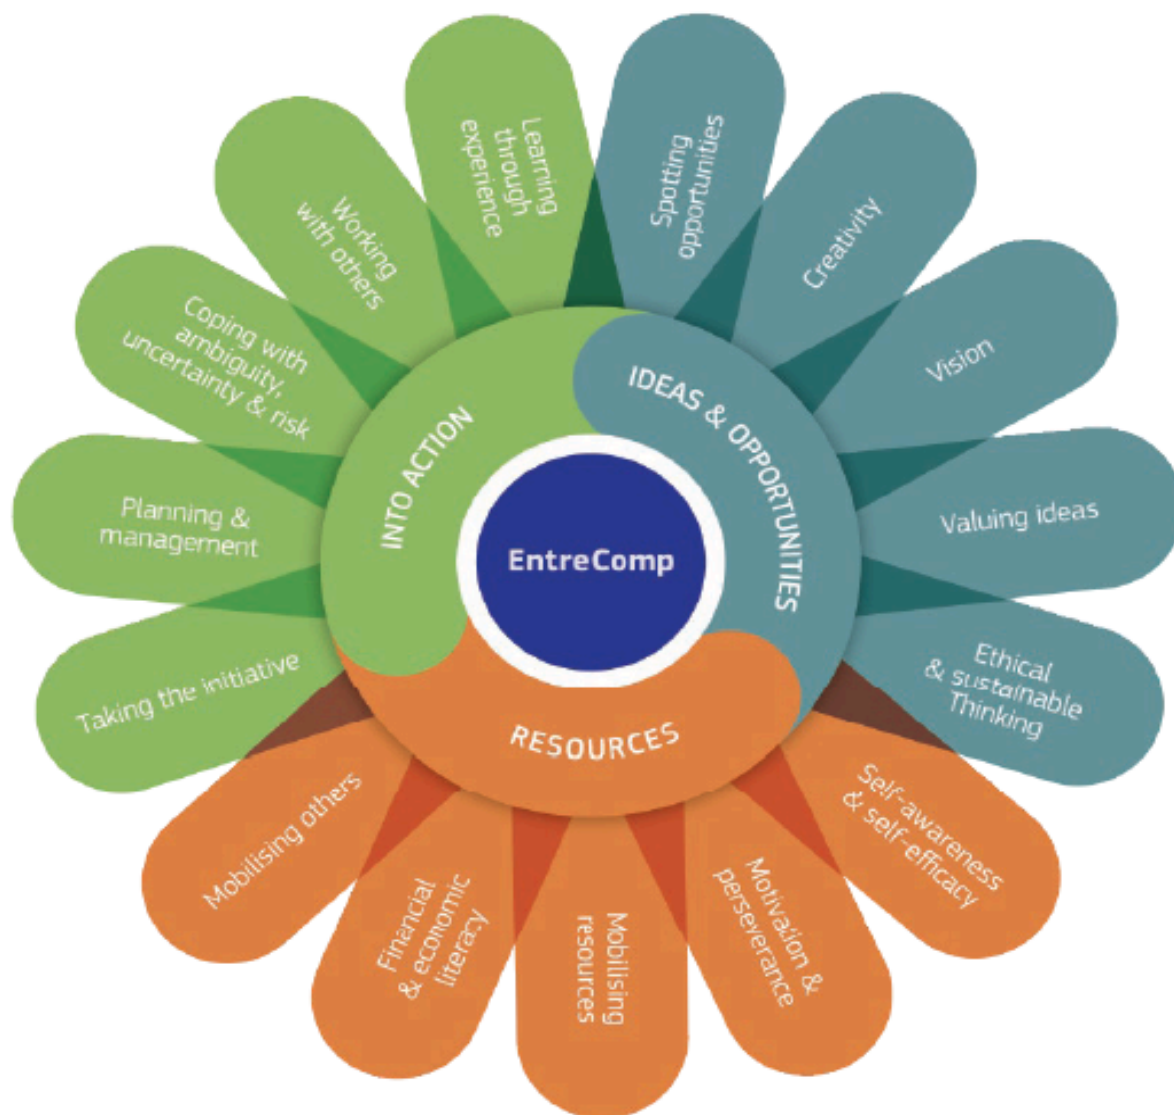 EntreComp
IDEAS & OPPORTUNITIES
Spotting
opportunities
Creativity
Vision
Valuing ideas
Ethical
& sustainable
Thinking
RESOURCES
Self-awareness
& self-efficacy
Motivation &
perseverance
Mobilising
resources
Financial
& economic
literacy
Mobilising others
INTO ACTION
Taking the initiative
Planning &
management
Coping with
ambiguity,
uncertainty & risk
Working
with others
Learning
through
experience